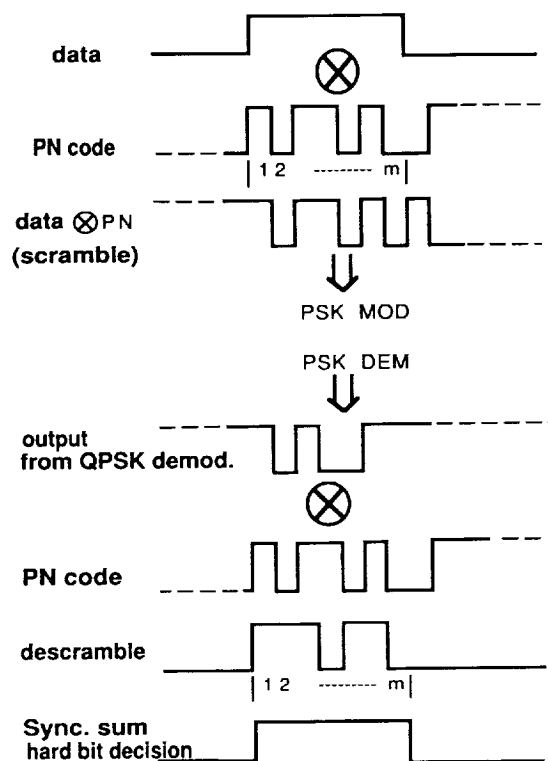 data
PN code
1 2 -------- m
data ⊗ PN
(scramble)
PSK MOD
PSK DEM
output
from QPSK demod.
PN code
descramble
1 2 -------- m
Sync. sum
hard bit decision